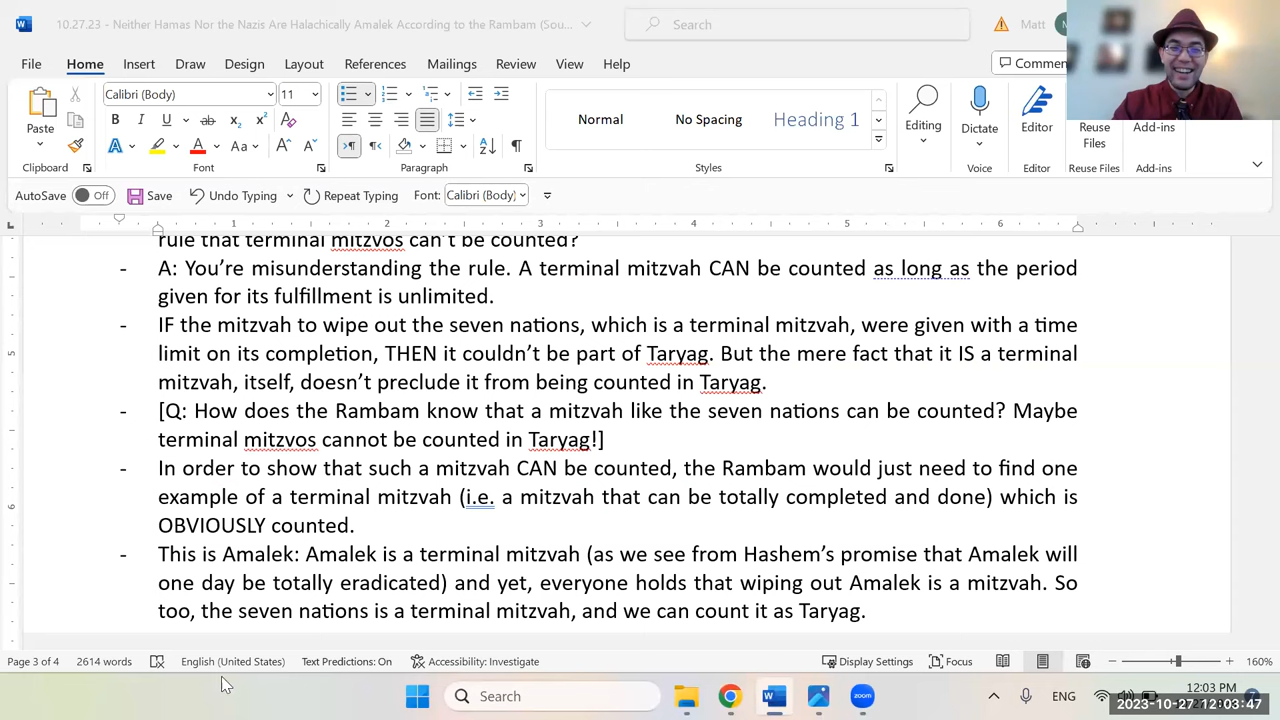 10.27.23 - Neither Hamas Nor the Nazis Are Halachically Amalek According to the Rambam (Sou...
Search
Matt
File Home Insert Draw Design Layout References Mailings Review View Help
Commen
Calibri (Body) 11
Normal No Spacing Heading 1
Paste
Editing Dictate Editor Reuse Files Add-ins
Clipboard Font Paragraph Styles Voice Editor Reuse Files Add-ins
AutoSave Off Save Undo Typing Repeat Typing Font: Calibri (Body)
1 2 3 4 5 6
rule that terminal mitzvos can't be counted?
- A: You're misunderstanding the rule. A terminal mitzvah CAN be counted as long as the period
given for its fulfillment is unlimited.
- IF the mitzvah to wipe out the seven nations, which is a terminal mitzvah, were given with a time
limit on its completion, THEN it couldn't be part of Taryag. But the mere fact that it IS a terminal
mitzvah, itself, doesn't preclude it from being counted in Taryag.
- [Q: How does the Rambam know that a mitzvah like the seven nations can be counted? Maybe
terminal mitzvos cannot be counted in Taryag!]
- In order to show that such a mitzvah CAN be counted, the Rambam would just need to find one
example of a terminal mitzvah (i.e. a mitzvah that can be totally completed and done) which is
OBVIOUSLY counted.
- This is Amalek: Amalek is a terminal mitzvah (as we see from Hashem's promise that Amalek will
one day be totally eradicated) and yet, everyone holds that wiping out Amalek is a mitzvah. So
too, the seven nations is a terminal mitzvah, and we can count it as Taryag.
Page 3 of 4 2614 words English (United States) Text Predictions: On Accessibility: Investigate Display Settings Focus 160%
Search
zoom
ENG
12:03 PM
2023-10-27 12:03:47